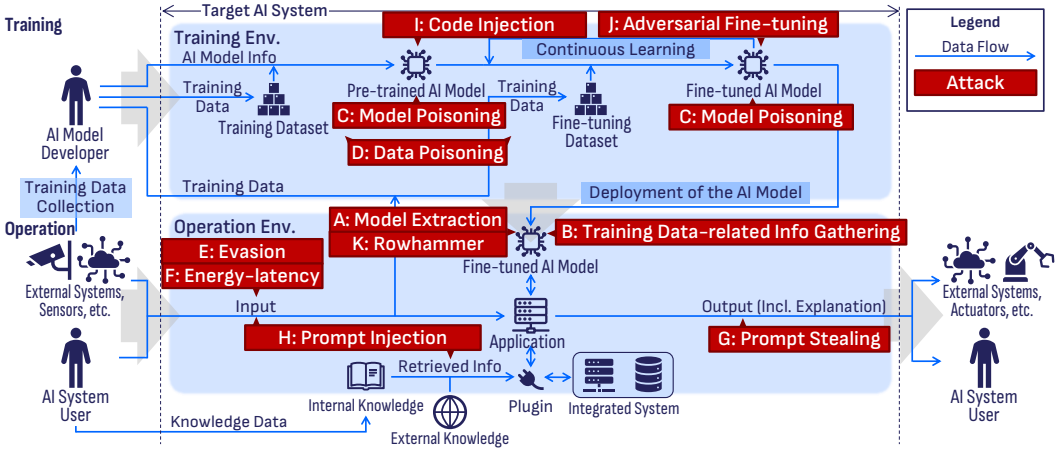 Training
Target AI System
Legend
Data Flow
Attack
Training Env.
I: Code Injection
J: Adversarial Fine-tuning
AI Model Info
Continuous Learning
Training
Data
Training Dataset
Pre-trained AI Model
C: Model Poisoning
D: Data Poisoning
Training
Data
Fine-tuning
Dataset
Fine-tuned AI Model
C: Model Poisoning
AI Model
Developer
Training Data
Training Data
Collection
Deployment of the AI Model
Operation
Operation Env.
A: Model Extraction
K: Rowhammer
B: Training Data-related Info Gathering
E: Evasion
F: Energy-latency
Fine-tuned AI Model
External Systems,
Sensors, etc.
Input
H: Prompt Injection
Application
Output (Incl. Explanation)
G: Prompt Stealing
External Systems,
Actuators, etc.
Retrieved Info
AI System
User
Internal Knowledge
Plugin
Integrated System
AI System
User
Knowledge Data
External Knowledge